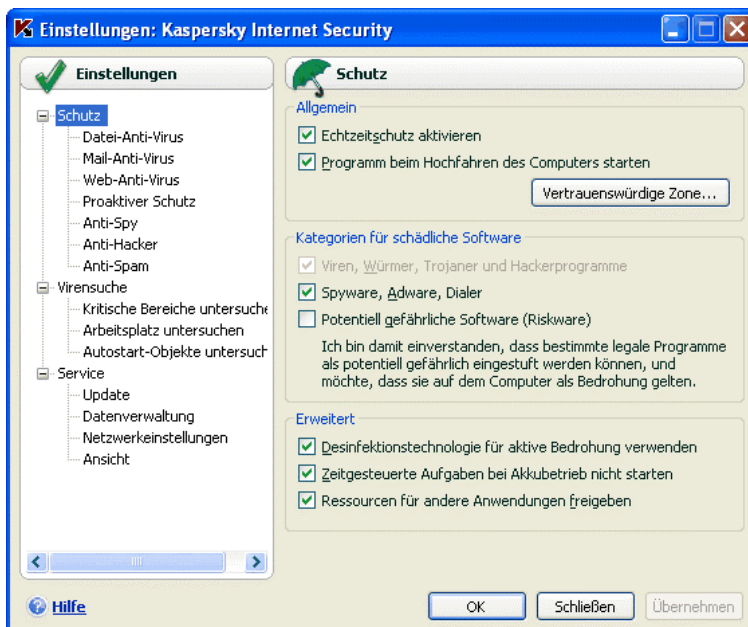 Einstellungen: Kaspersky Internet Security
Einstellungen
Schutz
Datei-Anti-Virus
Mail-Anti-Virus
Web-Anti-Virus
Proaktiver Schutz
Anti-Spy
Anti-Hacker
Anti-Spam
Virensuche
Kritische Bereiche untersuche
Arbeitsplatz untersuchen
Autostart-Objekte untersuch
Service
Update
Datenverwaltung
Netzwerkeinstellungen
Ansicht
Schutz
Allgemein
Echtzeitschutz aktivieren
Programm beim Hochfahren des Computers starten
Vertrauenswürdige Zone...
Kategorien für schädliche Software
Viren, Würmer, Trojaner und Hackerprogramme
Spyware, Adware, Dialer
Potentiell gefährliche Software (Riskware)
Ich bin damit einverstanden, dass bestimmte legale Programme
als potentiell gefährlich eingestuft werden können, und
möchte, dass sie auf dem Computer als Bedrohung gelten.
Erweitert
Desinfektionstechnologie für aktive Bedrohung verwenden
Zeitgesteuerte Aufgaben bei Akkubetrieb nicht starten
Ressourcen für andere Anwendungen freigeben
Hilfe
OK
Schließen
Übernehmen